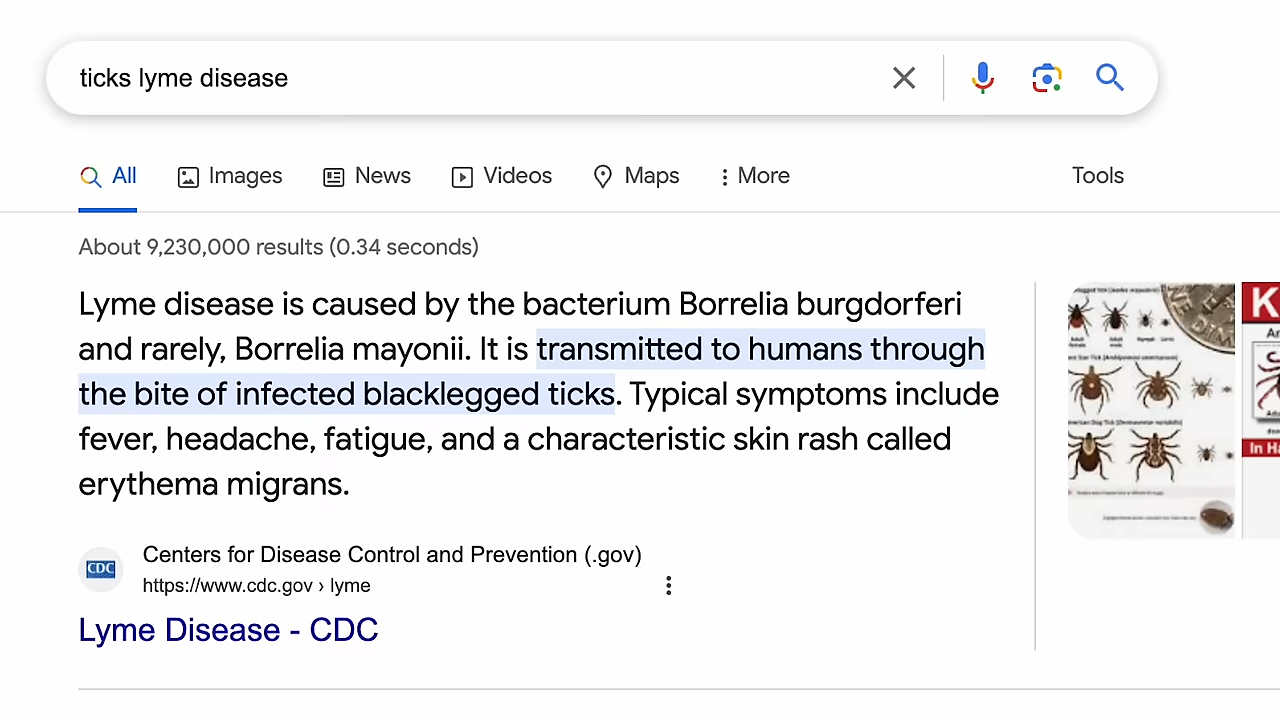 ticks lyme disease
All Images News Videos Maps More Tools
About 9,230,000 results (0.34 seconds)
Lyme disease is caused by the bacterium Borrelia burgdorferi
and rarely, Borrelia mayonii. It is transmitted to humans through
the bite of infected blacklegged ticks. Typical symptoms include
fever, headache, fatigue, and a characteristic skin rash called
erythema migrans.
CDC
Centers for Disease Control and Prevention (.gov)
https://www.cdc.gov › lyme
Lyme Disease - CDC